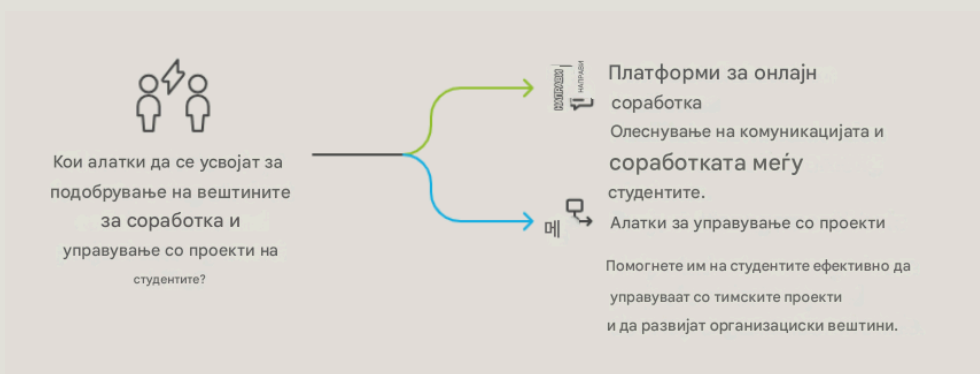 Кои алатки да се усвојат за
подобрување на вештините
за соработка и
управување со проекти на
студентите?
НАПРАВИ
НАПРАВИ
Платформи за онлајн
соработка
Олеснување на комуникацијата и
соработката меѓу
студентите.
Алатки за управување со проекти
Помогнете им на студентите ефективно да
управуваат со тимските проекти
и да развијат организациски вештини.